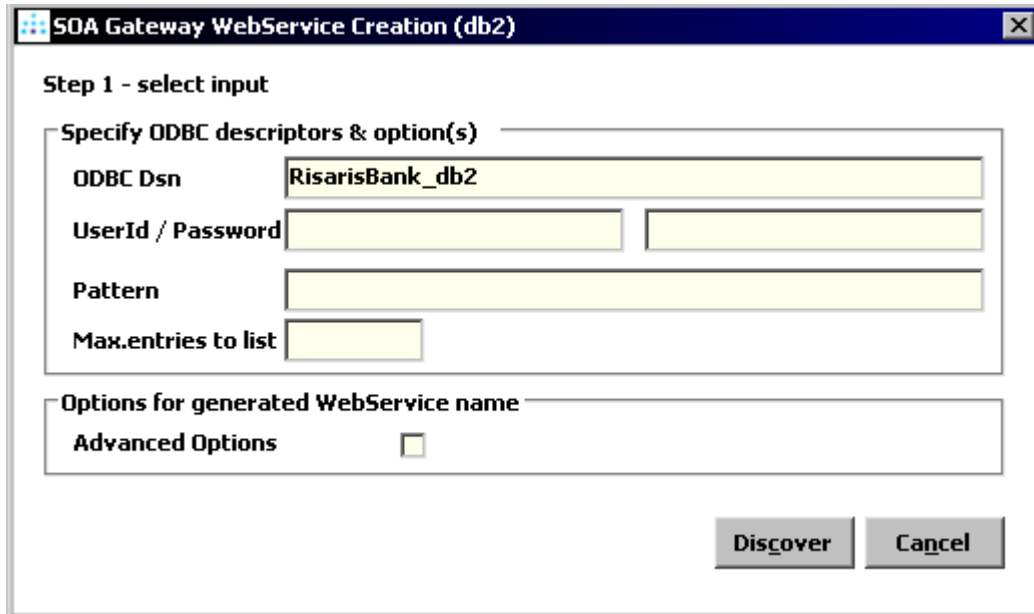 SOA Gateway WebService Creation (db2)
Step 1 - select input
Specify ODBC descriptors & option(s)
ODBC Dsn RisarisBank_db2
UserId / Password
Pattern
Max.entries to list
Options for generated WebService name
Advanced Options
Discover Cancel